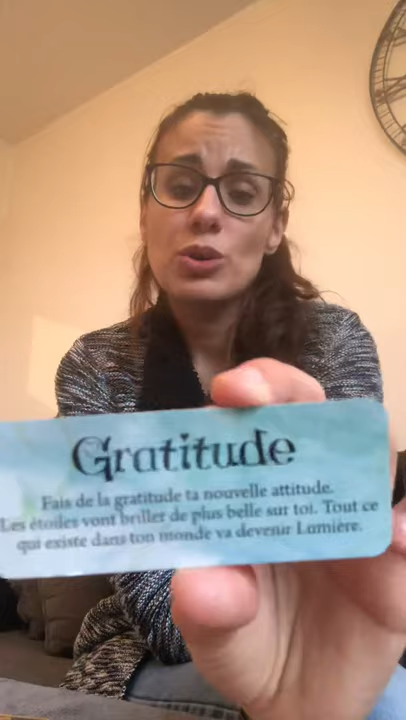 Gratitude
Fais de la gratitude ta nouvelle attitude.
Les étoiles vont briller de plus belle sur toi. Tout ce
qui existe dans ton monde va devenir Lumière.